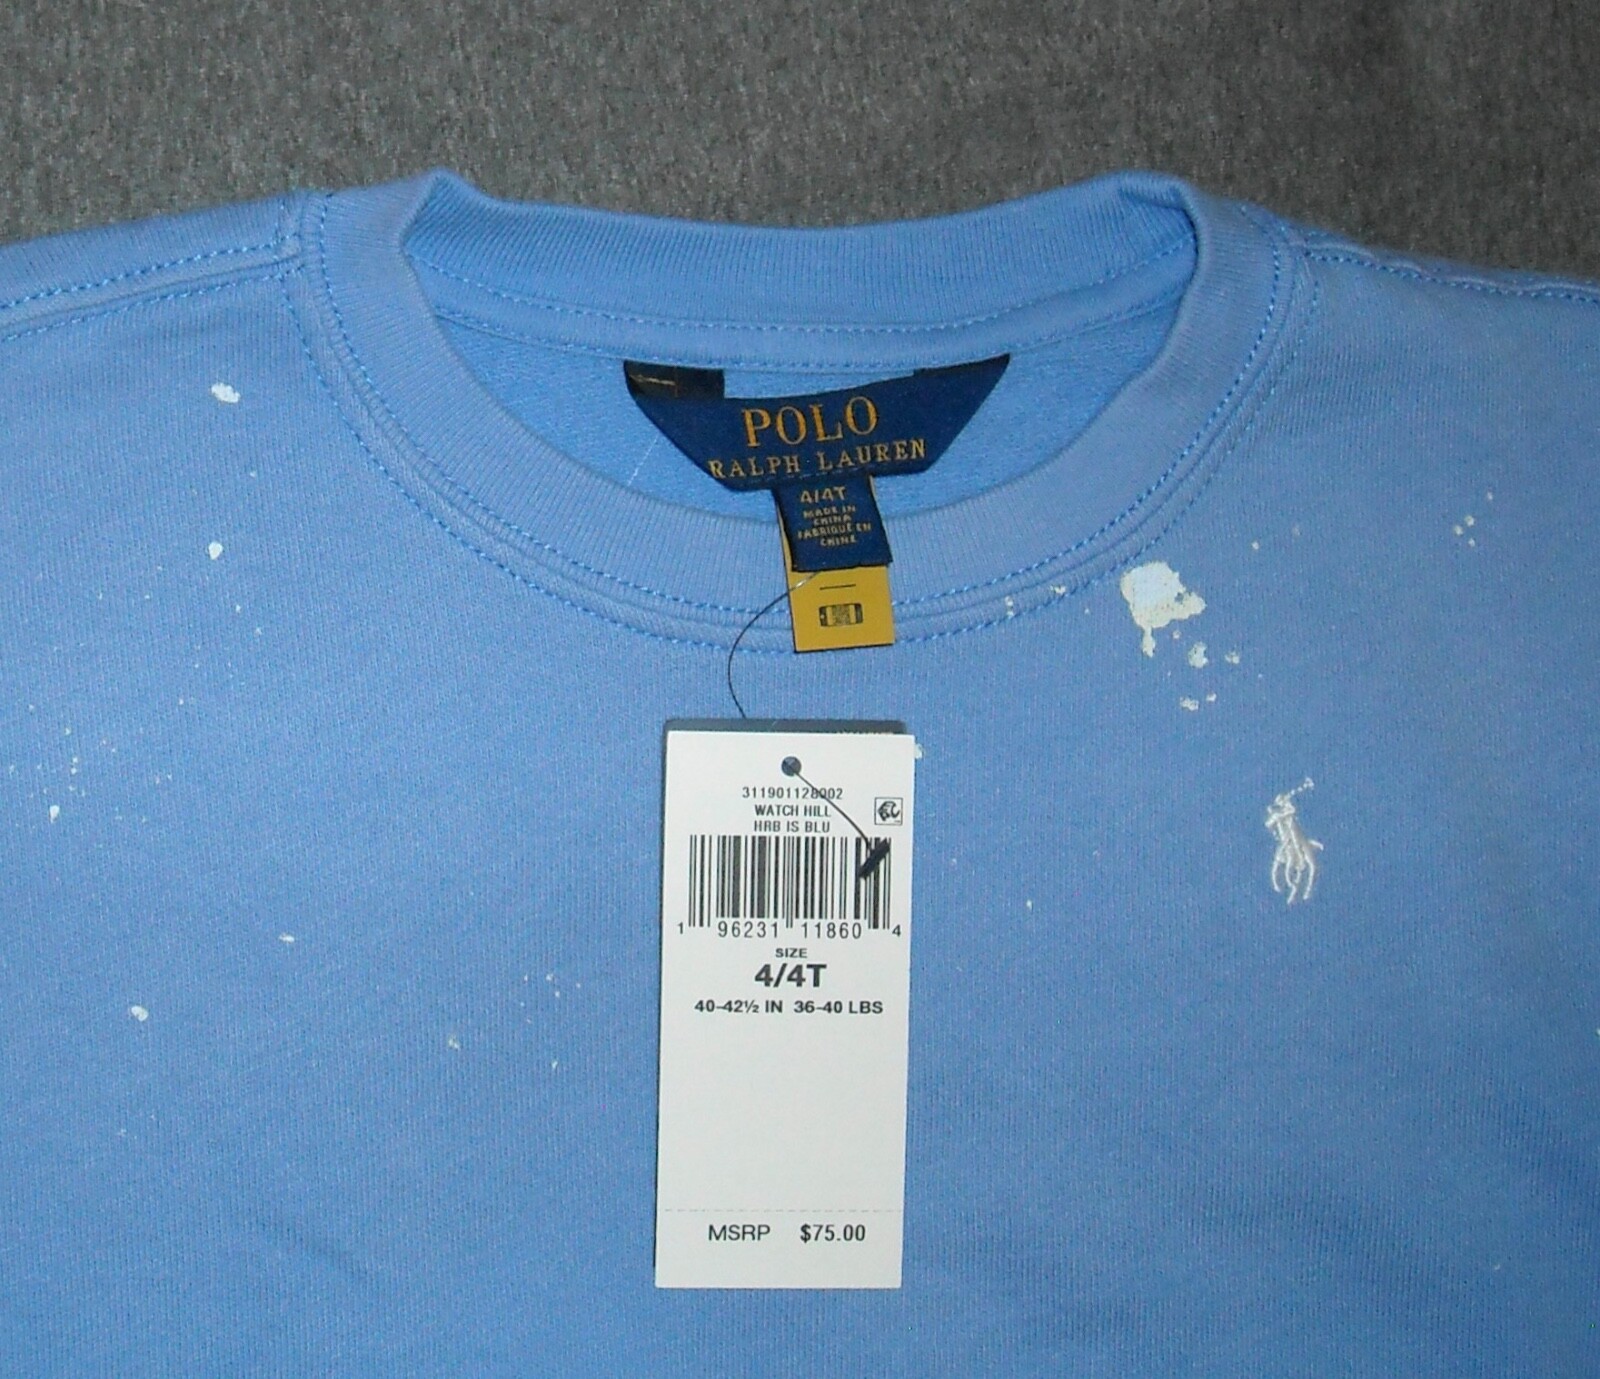 POLO
RALPH LAUREN
4/4T
MADE IN
CHINA
FABRIQUÉ EN
CHINE
311901128002
WATCH HILL
HRB IS BLU
1 96231 11860 4
SIZE
4/4T
40-42½ IN 36-40 LBS
MSRP $75.00